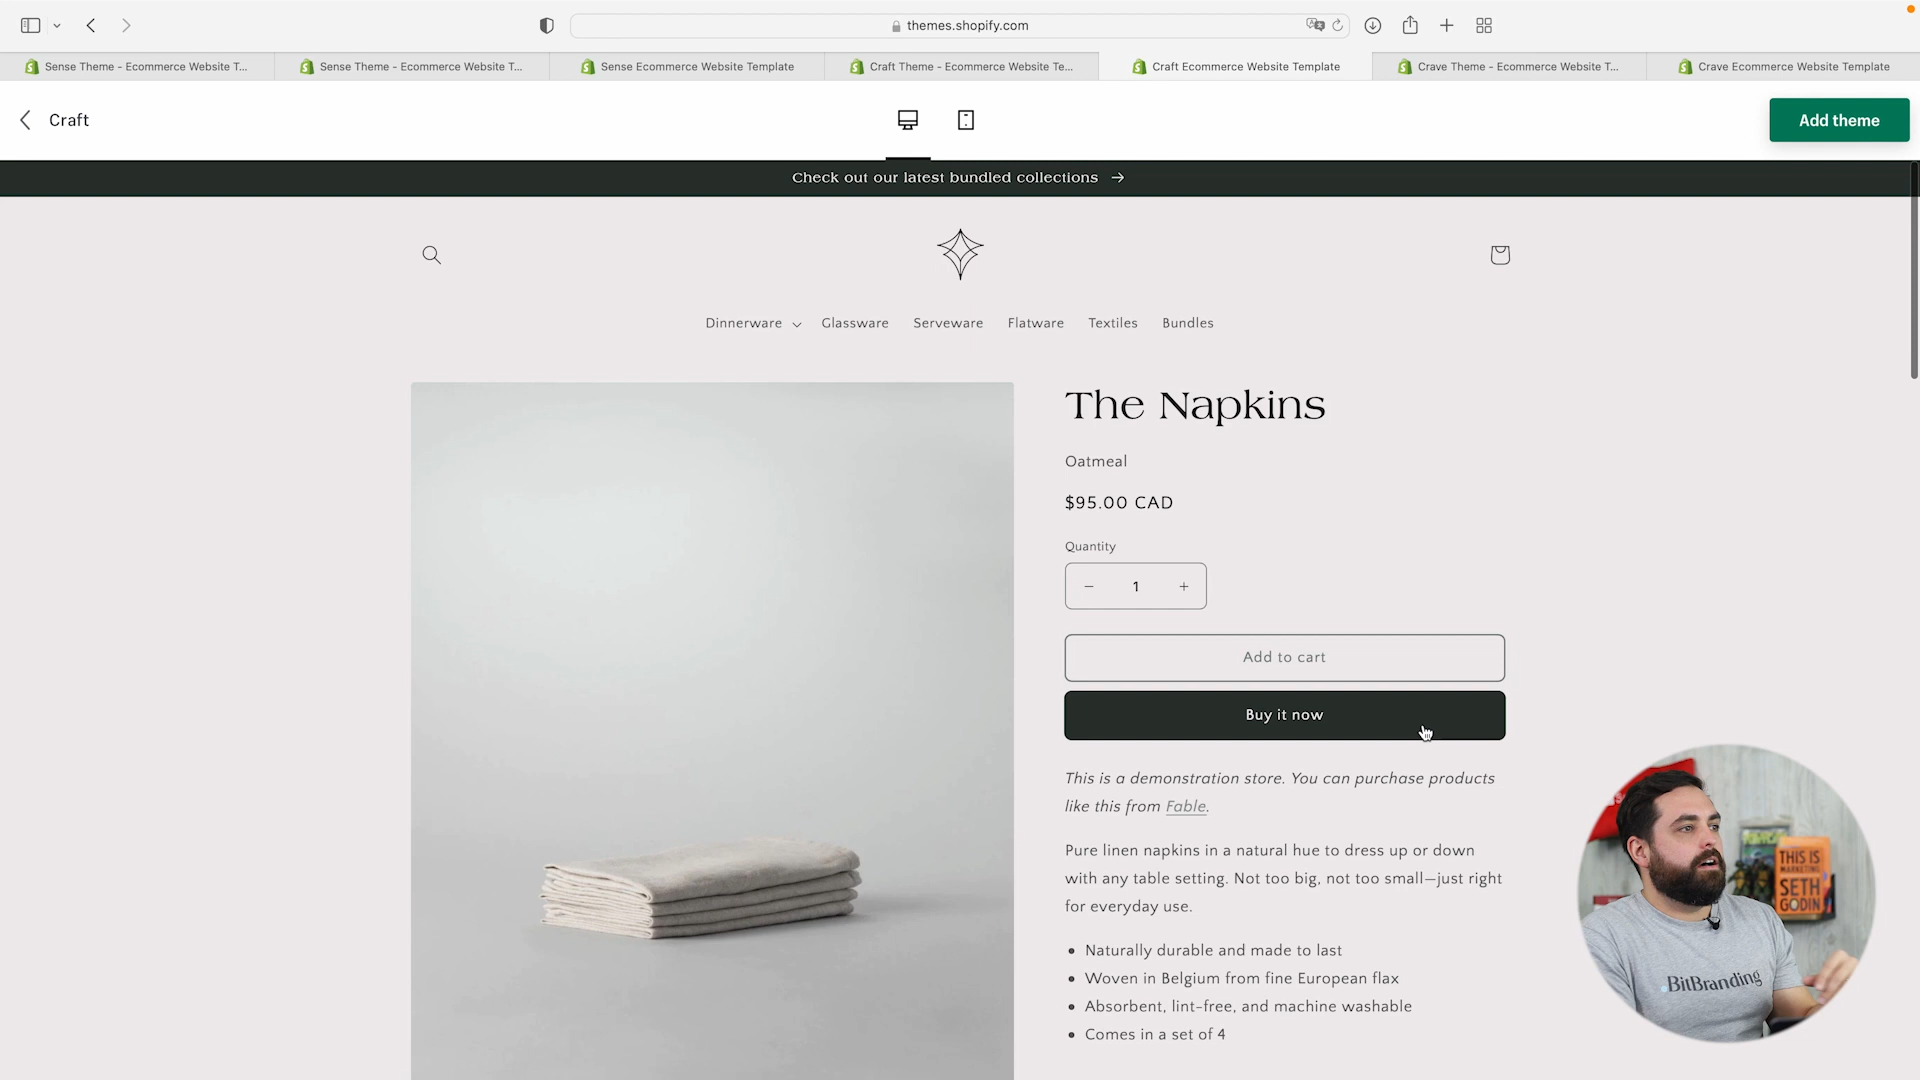 themes.shopify.com
Sense Theme - Ecommerce Website T...
Sense Theme - Ecommerce Website T...
Sense Ecommerce Website Template
Craft Theme - Ecommerce Website Te...
Craft Ecommerce Website Template
Crave Theme - Ecommerce Website T...
Crave Ecommerce Website Template
Craft
Add theme
Check out our latest bundled collections →
Dinnerware
Glassware
Serveware
Flatware
Textiles
Bundles
The Napkins
Oatmeal
$95.00 CAD
Quantity
− 1 +
Add to cart
Buy it now
This is a demonstration store. You can purchase products
like this from Fable.
Pure linen napkins in a natural hue to dress up or down
with any table setting. Not too big, not too small—just right
for everyday use.
• Naturally durable and made to last
• Woven in Belgium from fine European flax
• Absorbent, lint-free, and machine washable
• Comes in a set of 4
THIS IS
MARKETING
SETH
GODIN
BitBranding